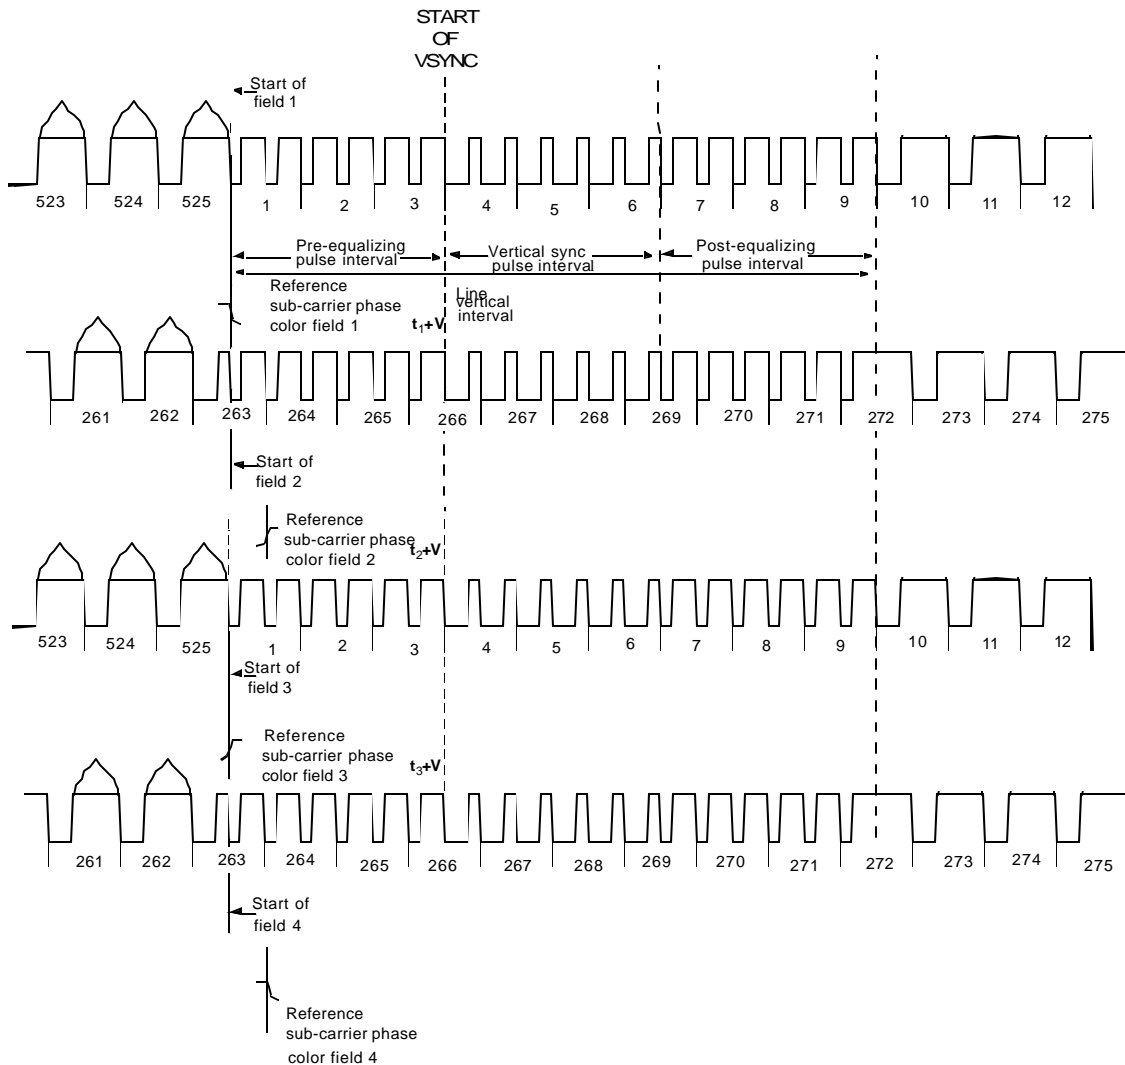 START
OF
VSYNC
Start of
field 1
523 524 525 1 2 3 4 5 6 7 8 9 10 11 12
Pre-equalizing
pulse interval
Vertical sync
pulse interval
Post-equalizing
pulse interval
Reference
sub-carrier phase
color field 1
t1+V
Line
vertical
interval
261 262 263 264 265 266 267 268 269 270 271 272 273 274 275
Start of
field 2
Reference
sub-carrier phase
color field 2
t2+V
523 524 525 1 2 3 4 5 6 7 8 9 10 11 12
Start of
field 3
Reference
sub-carrier phase
color field 3
t3+V
261 262 263 264 265 266 267 268 269 270 271 272 273 274 275
Start of
field 4
Reference
sub-carrier phase
color field 4